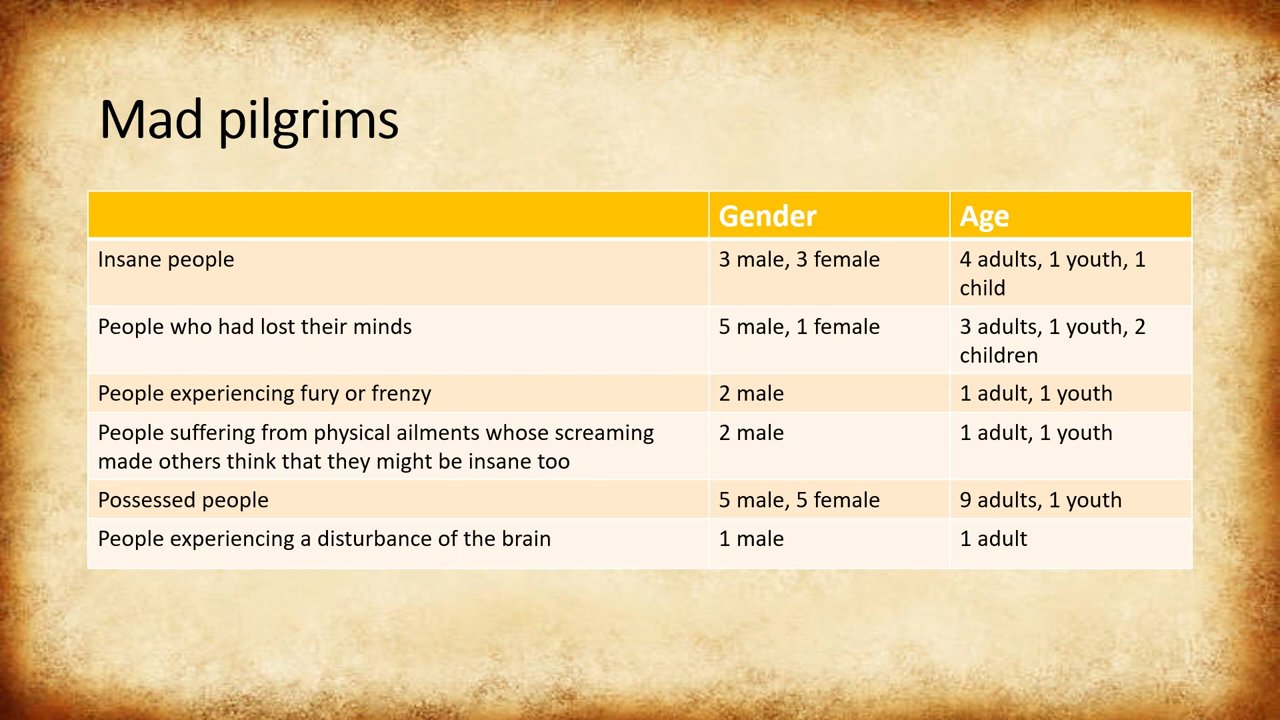 Mad pilgrims
Gender Age
Insane people 3 male, 3 female 4 adults, 1 youth, 1
child
People who had lost their minds 5 male, 1 female 3 adults, 1 youth, 2
children
People experiencing fury or frenzy 2 male 1 adult, 1 youth
People suffering from physical ailments whose screaming 2 male 1 adult, 1 youth
made others think that they might be insane too
Possessed people 5 male, 5 female 9 adults, 1 youth
People experiencing a disturbance of the brain 1 male 1 adult